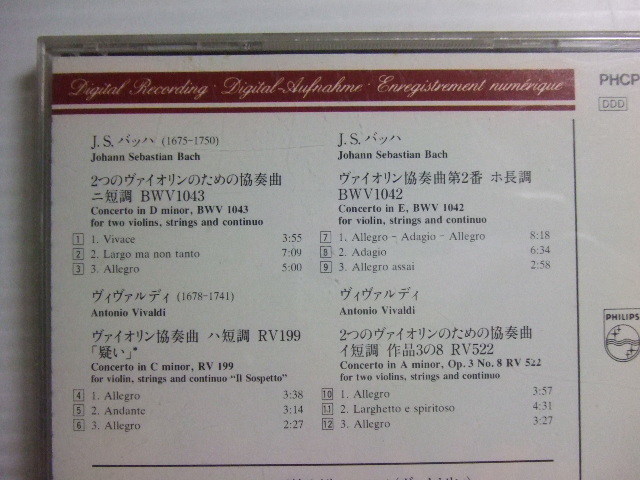 Digital Recording · Digital-Aufnahme · Enregistrement numérique
PHCP
DDD
J. S. バッハ (1675-1750)
Johann Sebastian Bach
2つのヴァイオリンのための協奏曲
ニ短調 BWV1043
Concerto in D minor, BWV 1043
for two violins, strings and continuo
1 1. Vivace 3:55
2 2. Largo ma non tanto 7:09
3 3. Allegro 5:00
ヴィヴァルディ (1678-1741)
Antonio Vivaldi
ヴァイオリン協奏曲 ハ短調 RV199
「疑い」*
Concerto in C minor, RV 199
for violin, strings and continuo "Il Sospetto"
4 1. Allegro 3:38
5 2. Andante 3:14
6 3. Allegro 2:27
J. S. バッハ
Johann Sebastian Bach
ヴァイオリン協奏曲第2番 ホ長調
BWV1042
Concerto in E, BWV 1042
for violin, strings and continuo
7 1. Allegro – Adagio – Allegro 8:18
8 2. Adagio 6:34
9 3. Allegro assai 2:58
ヴィヴァルディ
Antonio Vivaldi
2つのヴァイオリンのための協奏曲
イ短調 作品3の8 RV522
Concerto in A minor, Op. 3 No. 8 RV 522
for two violins, strings and continuo
10 1. Allegro 3:57
11 2. Larghetto e spiritoso 4:31
12 3. Allegro 3:27
PHILIPS